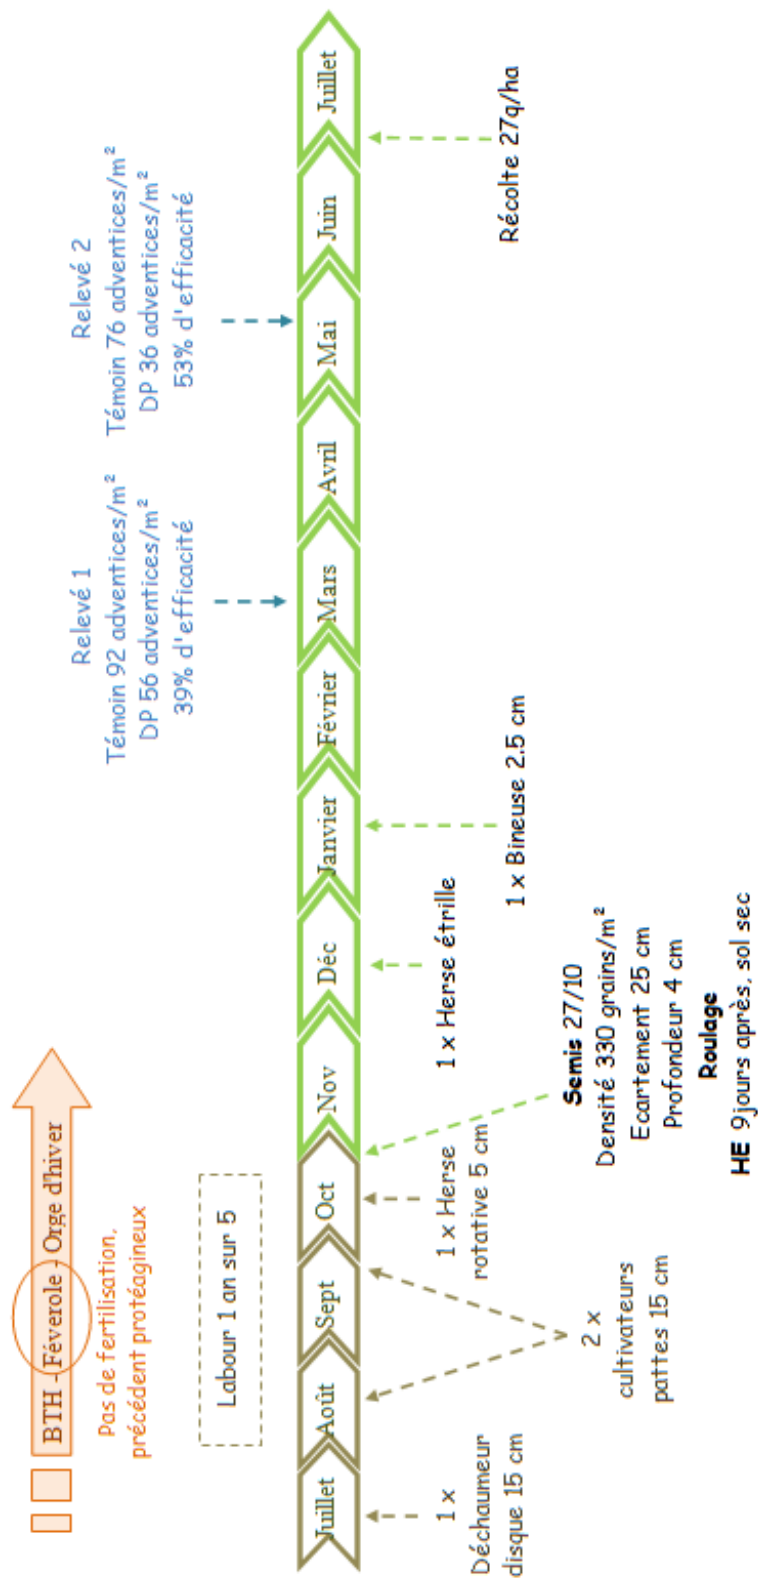 BTH - Féverole - Orge d'hiver
Pas de fertilisation,
précédent protéagineux
Labour 1 an sur 5
Relevé 1
Témoin 92 adventices/m²
DP 56 adventices/m²
39% d'efficacité
Relevé 2
Témoin 76 adventices/m²
DP 36 adventices/m²
53% d'efficacité
Juillet
Août
Sept
Oct
Nov
Déc
Janvier
Février
Mars
Avril
Mai
Juin
Juillet
1 x
Déchaumeur
disque 15 cm
2 x
cultivateurs
pattes 15 cm
1 x Herse
rotative 5 cm
Semis 27/10
Densité 330 grains/m²
Ecartement 25 cm
Profondeur 4 cm
Roulage
HE 9jours après, sol sec
1 x Herse étrille
1 x Bineuse 2.5 cm
Récolte 27q/ha